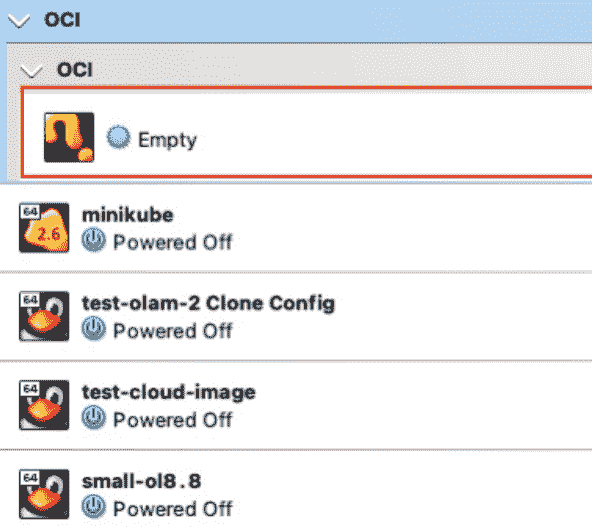 OCI
OCI
Empty
64
minikube
2.6
Powered Off
64
test-olam-2 Clone Config
Powered Off
64
test-cloud-image
Powered Off
64
small-ol8.8
Powered Off